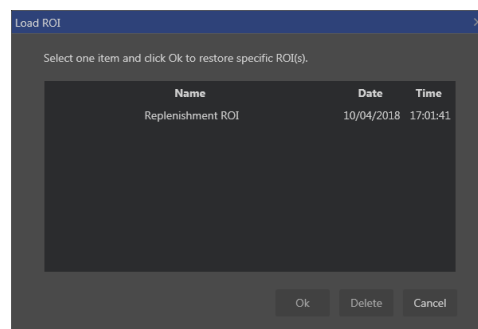 Load ROI
Select one item and click Ok to restore specific ROI(s).
Name Date Time
Replenishment ROI 10/04/2018 17:01:41
Ok Delete Cancel